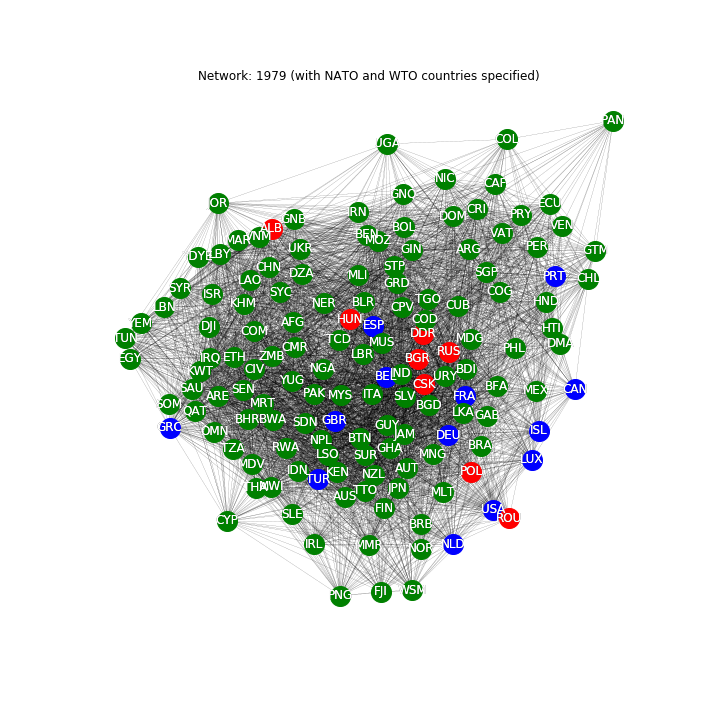 Network: 1979 (with NATO and WTO countries specified)
PAN
COL
UGA
NIC
CAF
GNQ
JOR
IRN
GNB
ALB
DOM
CRI
PRY
ECU
VEN
BEN
MOZ
BOL
VNM
MAR
VAT
PER
GTM
DYE
LBY
UKR
GIN
ARG
CHN
STP
SGP
PRT
CHL
LAO
DZA
MLI
GRD
SYR
ISR
SYC
COG
LBN
KHM
NER
BLR
CPV
TGO
CUB
HND
YEM
DJI
COM
AFG
HUN
ESP
COD
HTI
TUN
TCD
MUS
DDR
MDG
DMA
EGY
IRQ
ETH
ZMB
CMR
LBR
BGR
RUS
PHL
KWT
CIV
NGA
BEL
IND
URY
BDI
SAU
SEN
YUG
CSK
BFA
MEX
CAN
SOM
ARE
PAK
MYS
ITA
SLV
FRA
QAT
MRT
BGD
LKA
GAB
GRC
OMN
BHR
BWA
SDN
GBR
GUY
JAM
DEU
ISL
TZA
RWA
NPL
BTN
GHA
BRA
MDV
LSO
SUR
MNG
LUX
IDN
KEN
NZL
AUT
POL
THA
MWI
TUR
AUS
TTO
JPN
MLT
CYP
SLE
FIN
USA
ROU
BRB
IRL
MMR
NOR
NLD
PNG
FJI
WSM